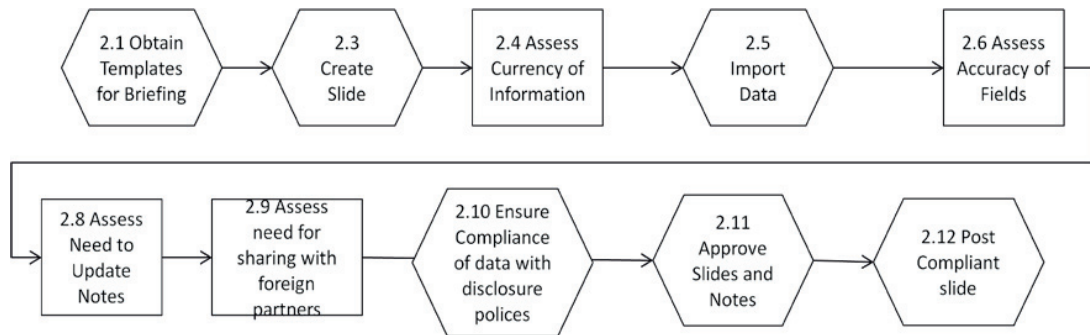 2.1 Obtain
Templates
for Briefing
2.3
Create
Slide
2.4 Assess
Currency of
Information
2.5
Import
Data
2.6 Assess
Accuracy of
Fields
2.8 Assess
Need to
Update
Notes
2.9 Assess
need for
sharing with
foreign
partners
2.10 Ensure
Compliance
of data with
disclosure
polices
2.11
Approve
Slides and
Notes
2.12 Post
Compliant
slide